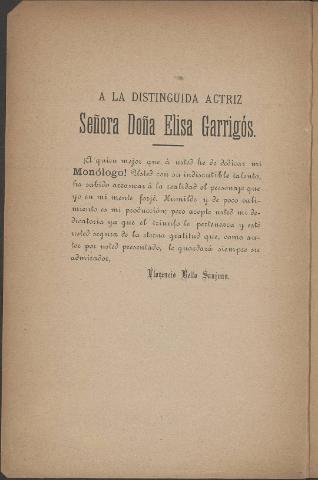 A LA DISTINGUIDA ACTRIZ
Señora Doña Elisa Garrigós.
¡A quien mejor que á usted he de dedicar mi
Monólogo! Usted con su indiscutible talento,
ha sabido arrancar á la realidad el personaje que
yo en mi mente forjé. Humilde y de poco cubi-
miento es mi producción; pero acepte usted mi de-
dicatoria ya que el triunfo le pertenece y esté
usted segura de la eterna gratitud que, como au-
tor por usted presentado, le guardará siempre su
admirador,
Florencio Bello Sanjuan.